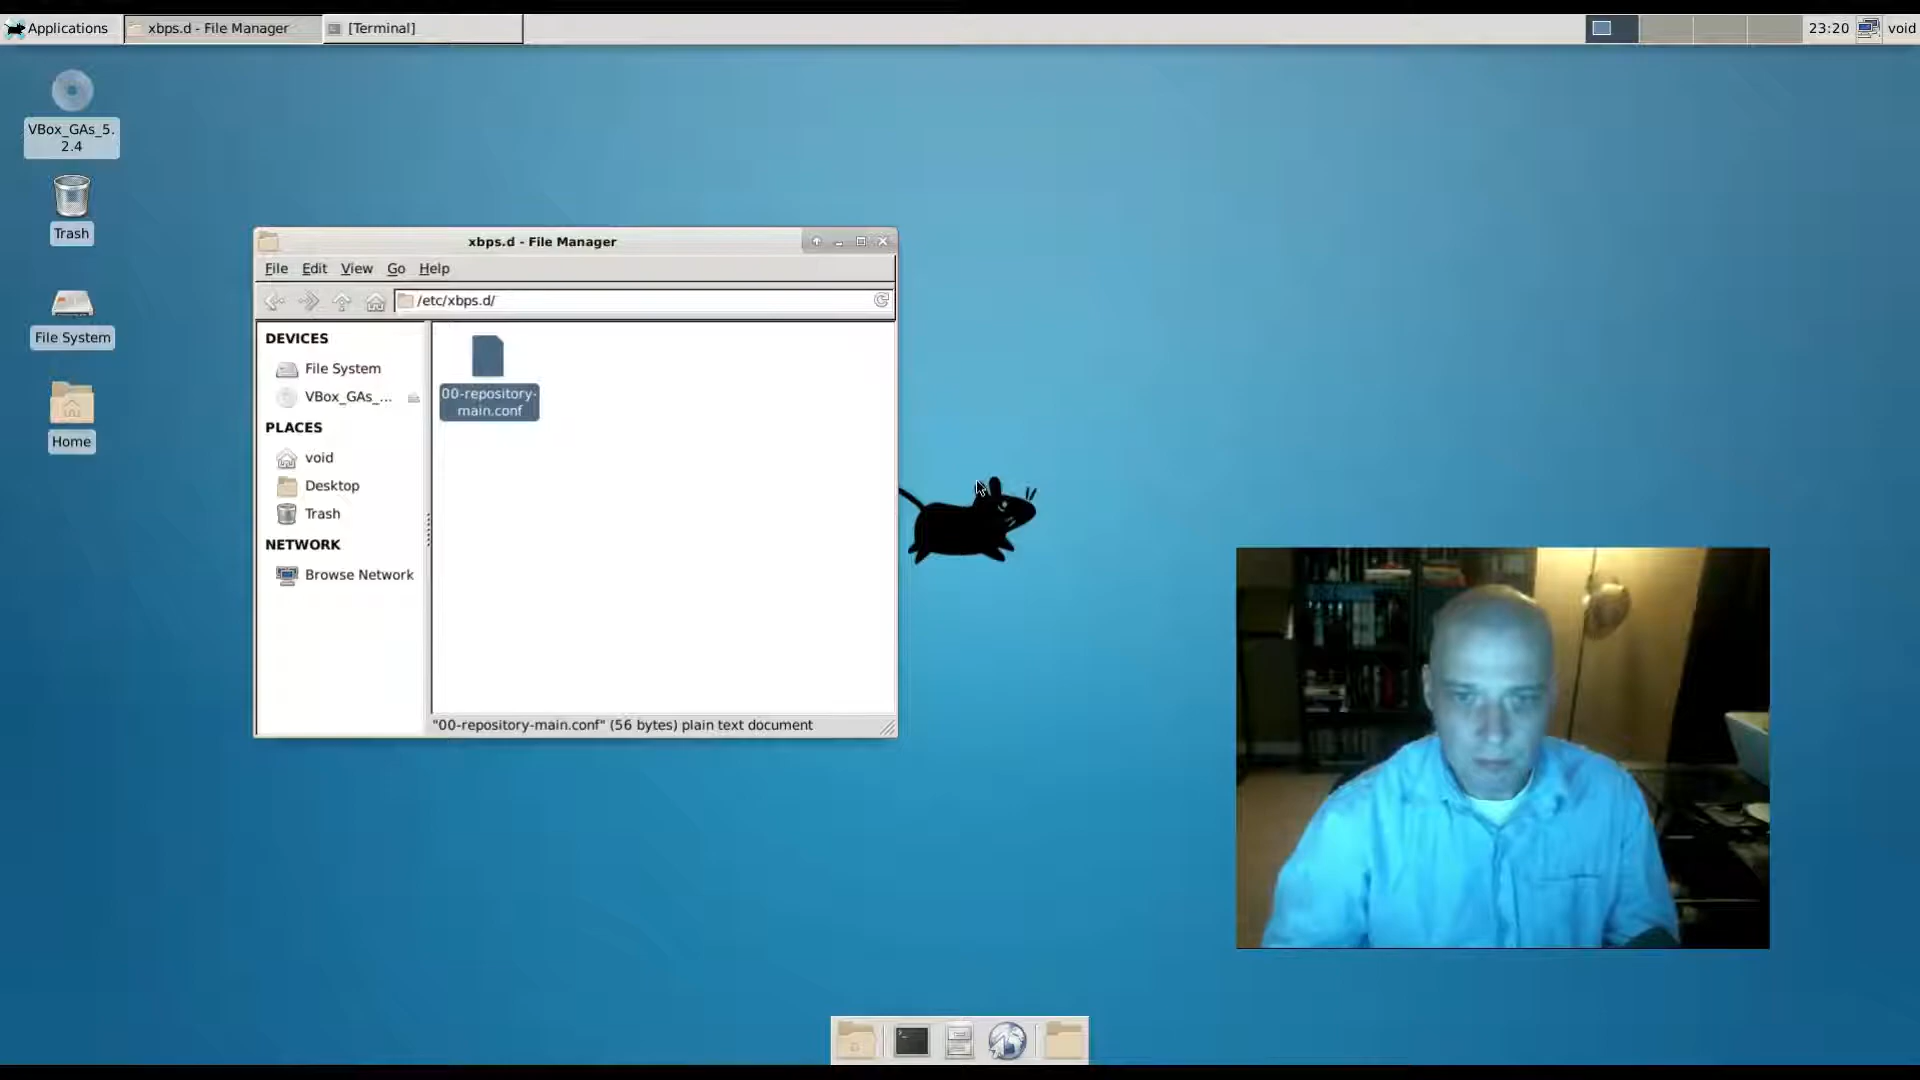 Applications
xbps.d - File Manager
[Terminal]
23:20
void
VBox_GAs_5.
2.4
Trash
File System
Home
xbps.d - File Manager
File Edit View Go Help
/etc/xbps.d/
DEVICES
File System
VBox_GAs_...
PLACES
void
Desktop
Trash
NETWORK
Browse Network
00-repository-
main.conf
"00-repository-main.conf" (56 bytes) plain text document